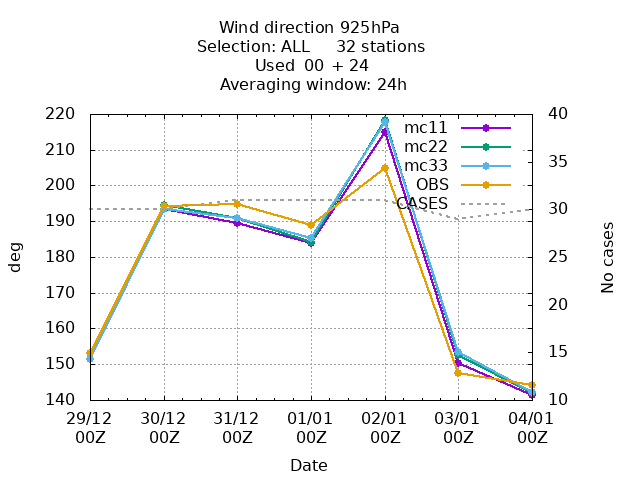 Wind direction 925hPa
Selection: ALL 32 stations
Used 00 + 24
Averaging window: 24h
220
210
200
190
180
170
160
150
140
deg
40
35
30
25
20
15
10
No cases
mc11
mc22
mc33
OBS
CASES
29/12 30/12 31/12 01/01 02/01 03/01 04/01
00Z 00Z 00Z 00Z 00Z 00Z 00Z
Date